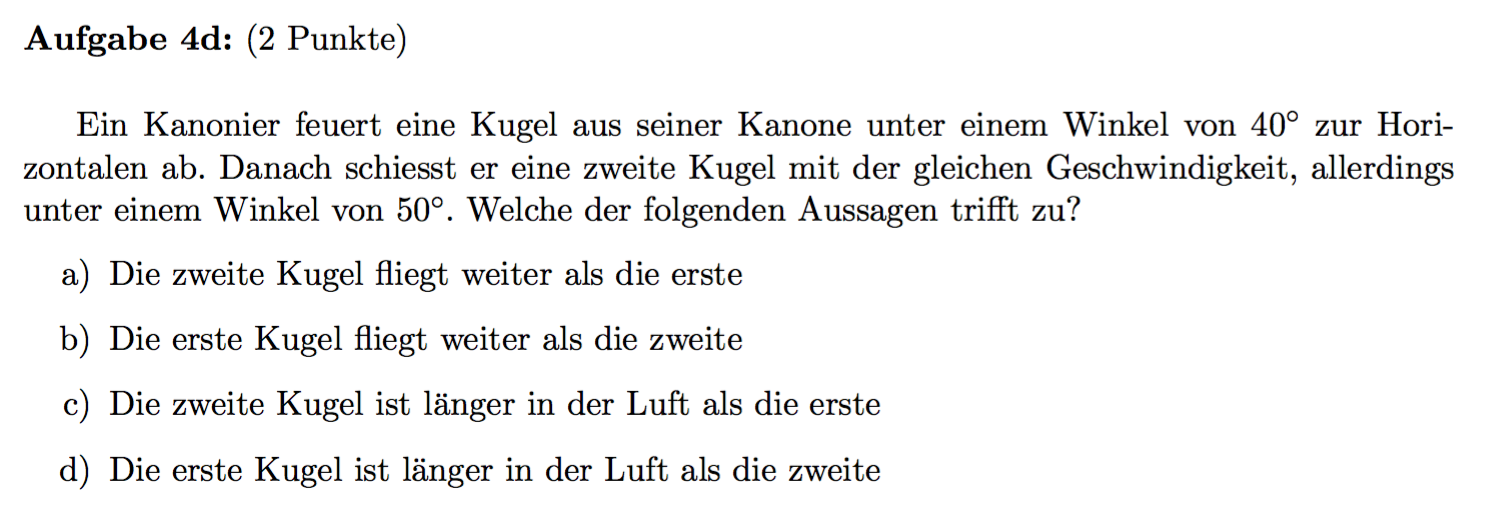 Aufgabe 4d: (2 Punkte)
Ein Kanonier feuert eine Kugel aus seiner Kanone unter einem Winkel von 40° zur Hori-
zontalen ab. Danach schiesst er eine zweite Kugel mit der gleichen Geschwindigkeit, allerdings
unter einem Winkel von 50°. Welche der folgenden Aussagen trifft zu?
a) Die zweite Kugel fliegt weiter als die erste
b) Die erste Kugel fliegt weiter als die zweite
c) Die zweite Kugel ist länger in der Luft als die erste
d) Die erste Kugel ist länger in der Luft als die zweite